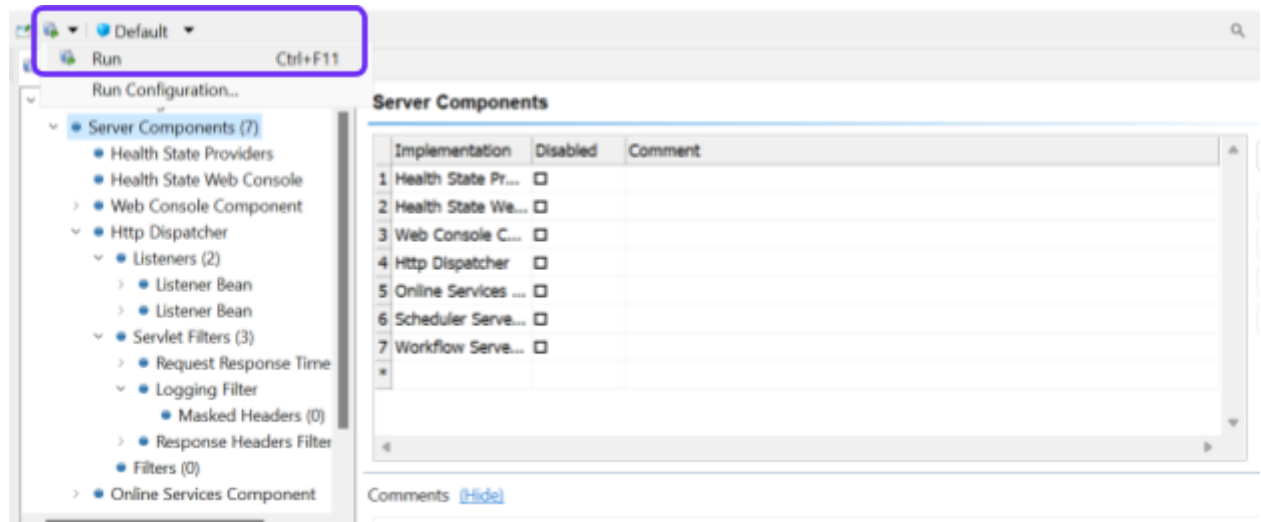 Default
Run Ctrl+F11
Run Configuration...
Server Components (7)
Health State Providers
Health State Web Console
Web Console Component
Http Dispatcher
Listeners (2)
Listener Bean
Listener Bean
Servlet Filters (3)
Request Response Time
Logging Filter
Masked Headers (0)
Response Headers Filter
Filters (0)
Online Services Component
Server Components
Implementation Disabled Comment
1 Health State Pr...
2 Health State We...
3 Web Console C...
4 Http Dispatcher
5 Online Services ...
6 Scheduler Serve...
7 Workflow Serve...
*
Comments (Hide)